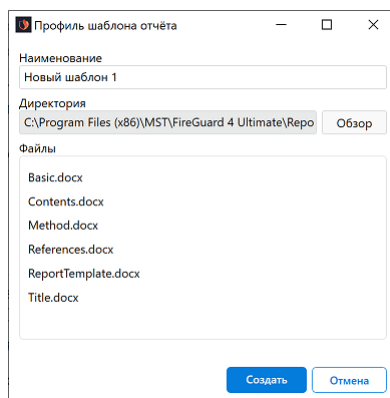 Профиль шаблона отчёта
Наименование
Новый шаблон 1
Директория
C:\Program Files (x86)\MST\FireGuard 4 Ultimate\Repo
Обзор
Файлы
Basic.docx
Contents.docx
Method.docx
References.docx
ReportTemplate.docx
Title.docx
Создать
Отмена